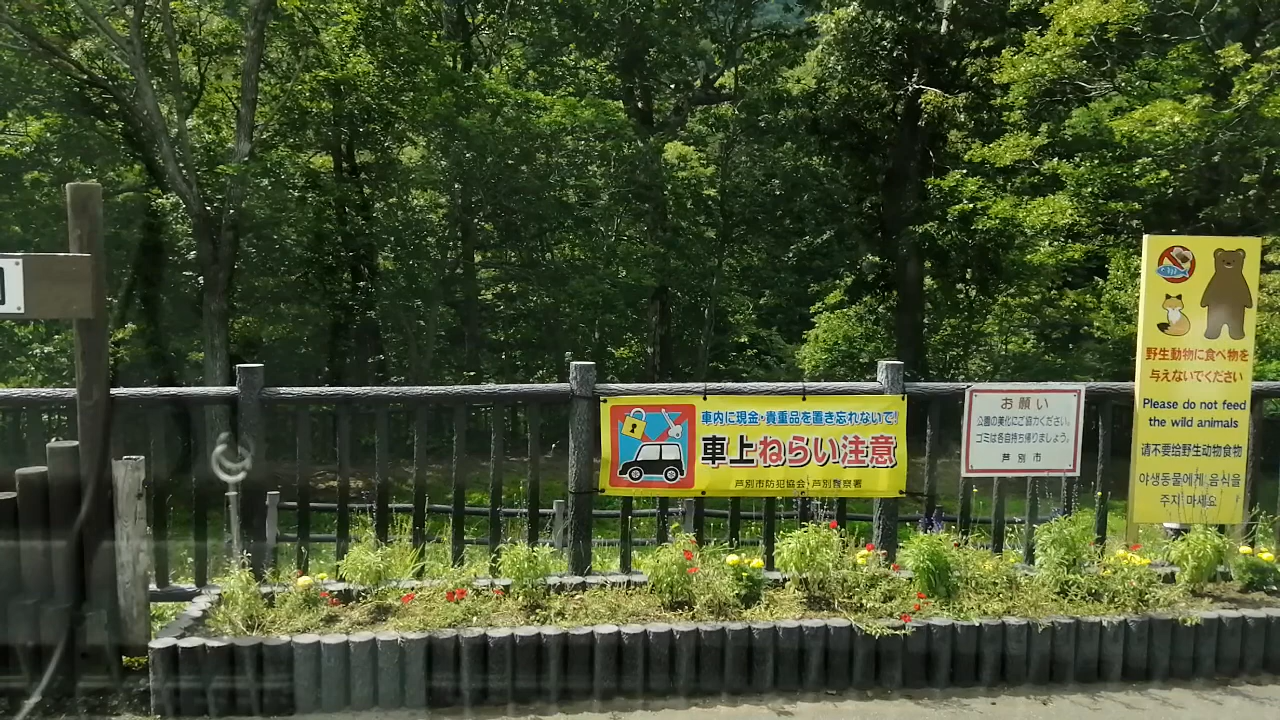 車内に現金・貴重品を置き忘れないで!
車上ねらい注意
芦別市防犯協会・芦別警察署
お願い
公園の美化にご協力ください。
ゴミは各自持ち帰りましょう。
芦別市
野生動物に食べ物を
与えないでください
Please do not feed
the wild animals
请不要给野生动物食物
야생동물에게 음식을
주지 마세요